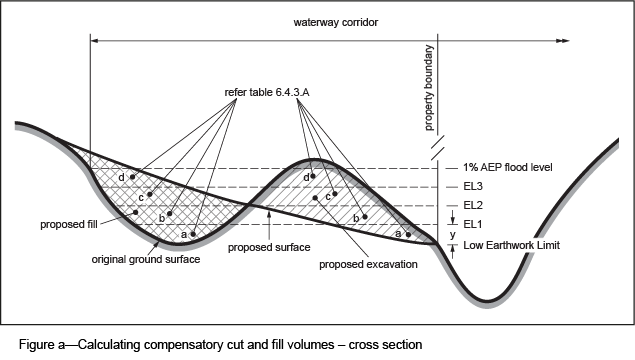 waterway corridor
refer table 6.4.3.A
property boundary
1% AEP flood level
d
d
EL3
c
c
EL2
b
b
proposed fill
EL1
a
a
y
proposed surface
Low Earthwork Limit
original ground surface
proposed excavation
Figure a—Calculating compensatory cut and fill volumes – cross section